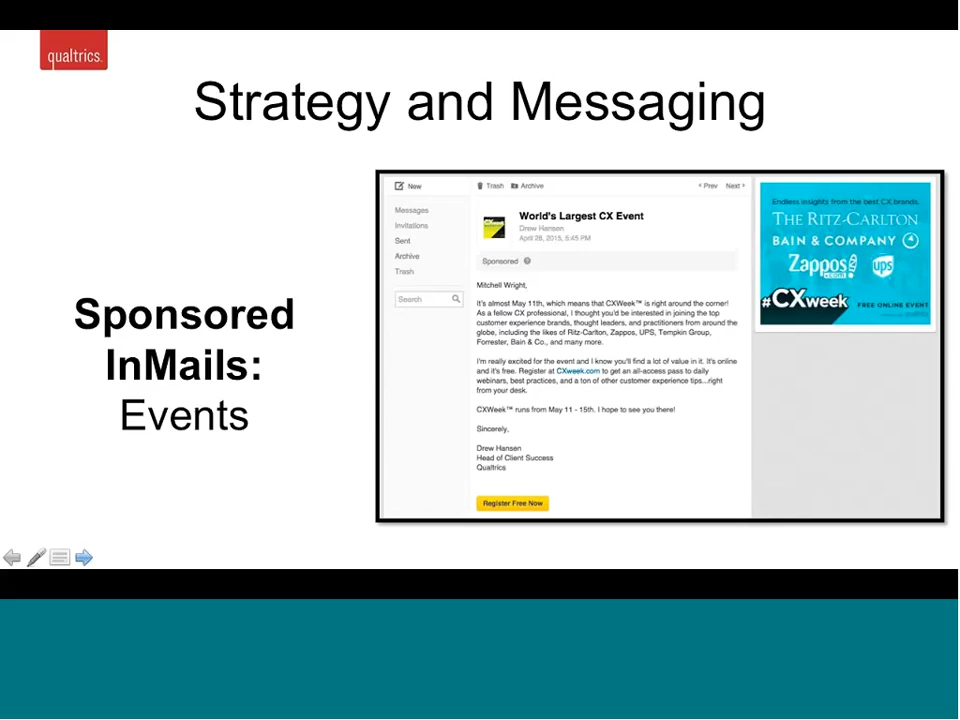 qualtrics.
Strategy and Messaging
Sponsored
InMails:
Events
New
Messages
Invitations
Sent
Archive
Trash
Search
Trash Archive
Prev Next
World's Largest CX Event
Drew Hansen
April 28, 2015, 5:45 PM
Sponsored
Mitchell Wright,
It's almost May 11th, which means that CXWeek™ is right around the corner!
As a fellow CX professional, I thought you'd be interested in joining the top
customer experience brands, thought leaders, and practitioners from around the
globe, including the likes of Ritz-Carlton, Zappos, UPS, Tempkin Group,
Forrester, Bain & Co., and many more.
I'm really excited for the event and I know you'll find a lot of value in it. It's online
and it's free. Register at CXweek.com to get an all-access pass to daily
webinars, best practices, and a ton of other customer experience tips...right
from your desk.
CXWeek™ runs from May 11 - 15th. I hope to see you there!
Sincerely,
Drew Hansen
Head of Client Success
Qualtrics
Register Free Now
Endless insights from the best CX brands.
THE RITZ-CARLTON
BAIN & COMPANY
Zappos.com ups
#CXweek FREE ONLINE EVENT